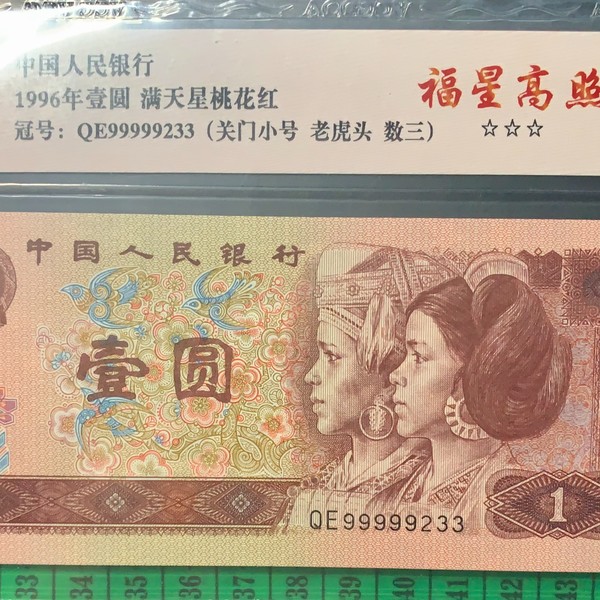 中国人民银行
1996年壹圆 满天星桃花红
福星高照
冠号：QE99999233（关门小号 老虎头 数三） ☆☆☆
中国人民银行
壹圆
QE99999233
1
33 34 35 36 37 38 39 40 41 42 43